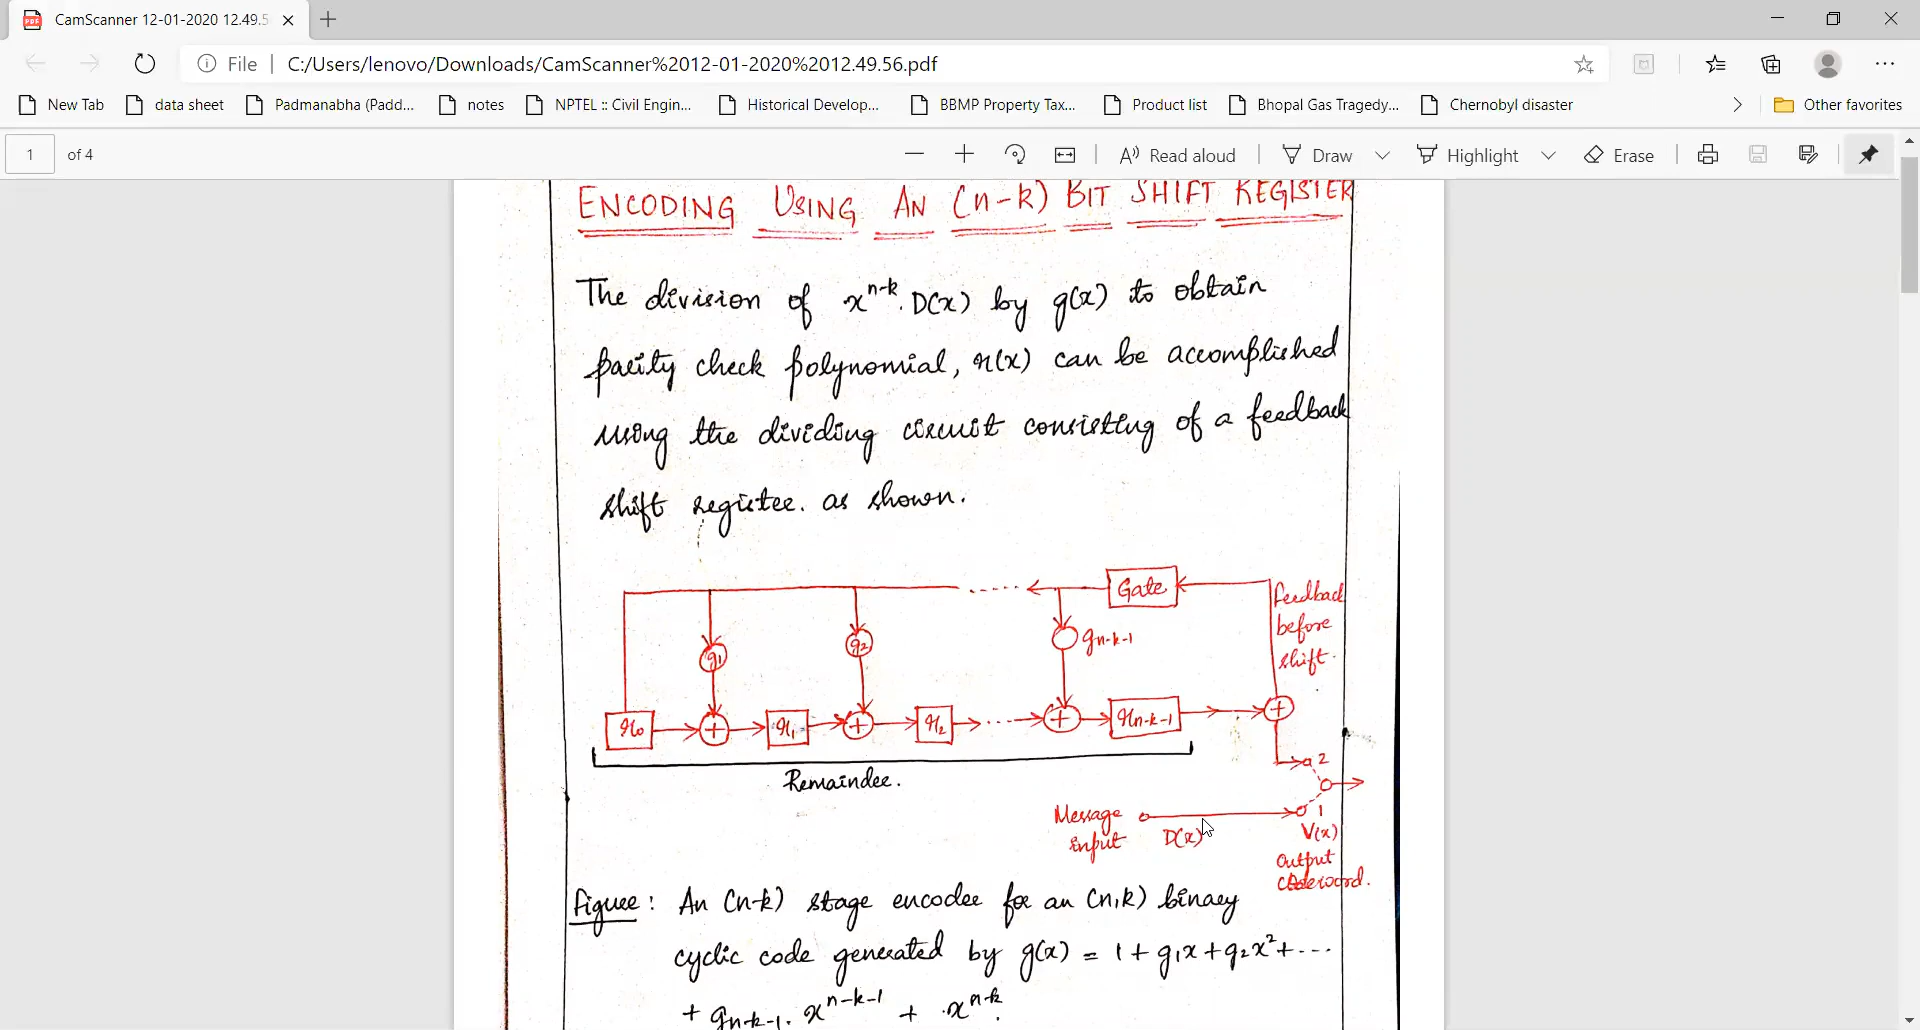 CamScanner 12-01-2020 12.49.5
File
C:/Users/lenovo/Downloads/CamScanner%2012-01-2020%2012.49.56.pdf
New Tab
data sheet
Padmanabha (Padd...
notes
NPTEL :: Civil Engin...
Historical Develop...
BBMP Property Tax...
Product list
Bhopal Gas Tragedy...
Chernobyl disaster
Other favorites
1 of 4
Read aloud
Draw
Highlight
Erase
ENCODING USING AN (n-k) BIT SHIFT REGISTER
The division of x^n-k . D(x) by g(x) to obtain
parity check polynomial, r(x) can be accomplished
using the dividing circuit consisting of a feedback
shift register. as shown.
Gate
Feedback
before
shift.
g1
g2
gn-k-1
r0
+
r1
+
r2
+
rn-k-1
+
Remainder.
2
Message
input
D(x)
1
V(x)
Output
codeword.
Figure : An (n-k) stage encoder for an (n,k) binary
cyclic code generated by g(x) = 1 + g1x + g2x² + ...
+ gn-k-1. x^n-k-1 + x^n-k.